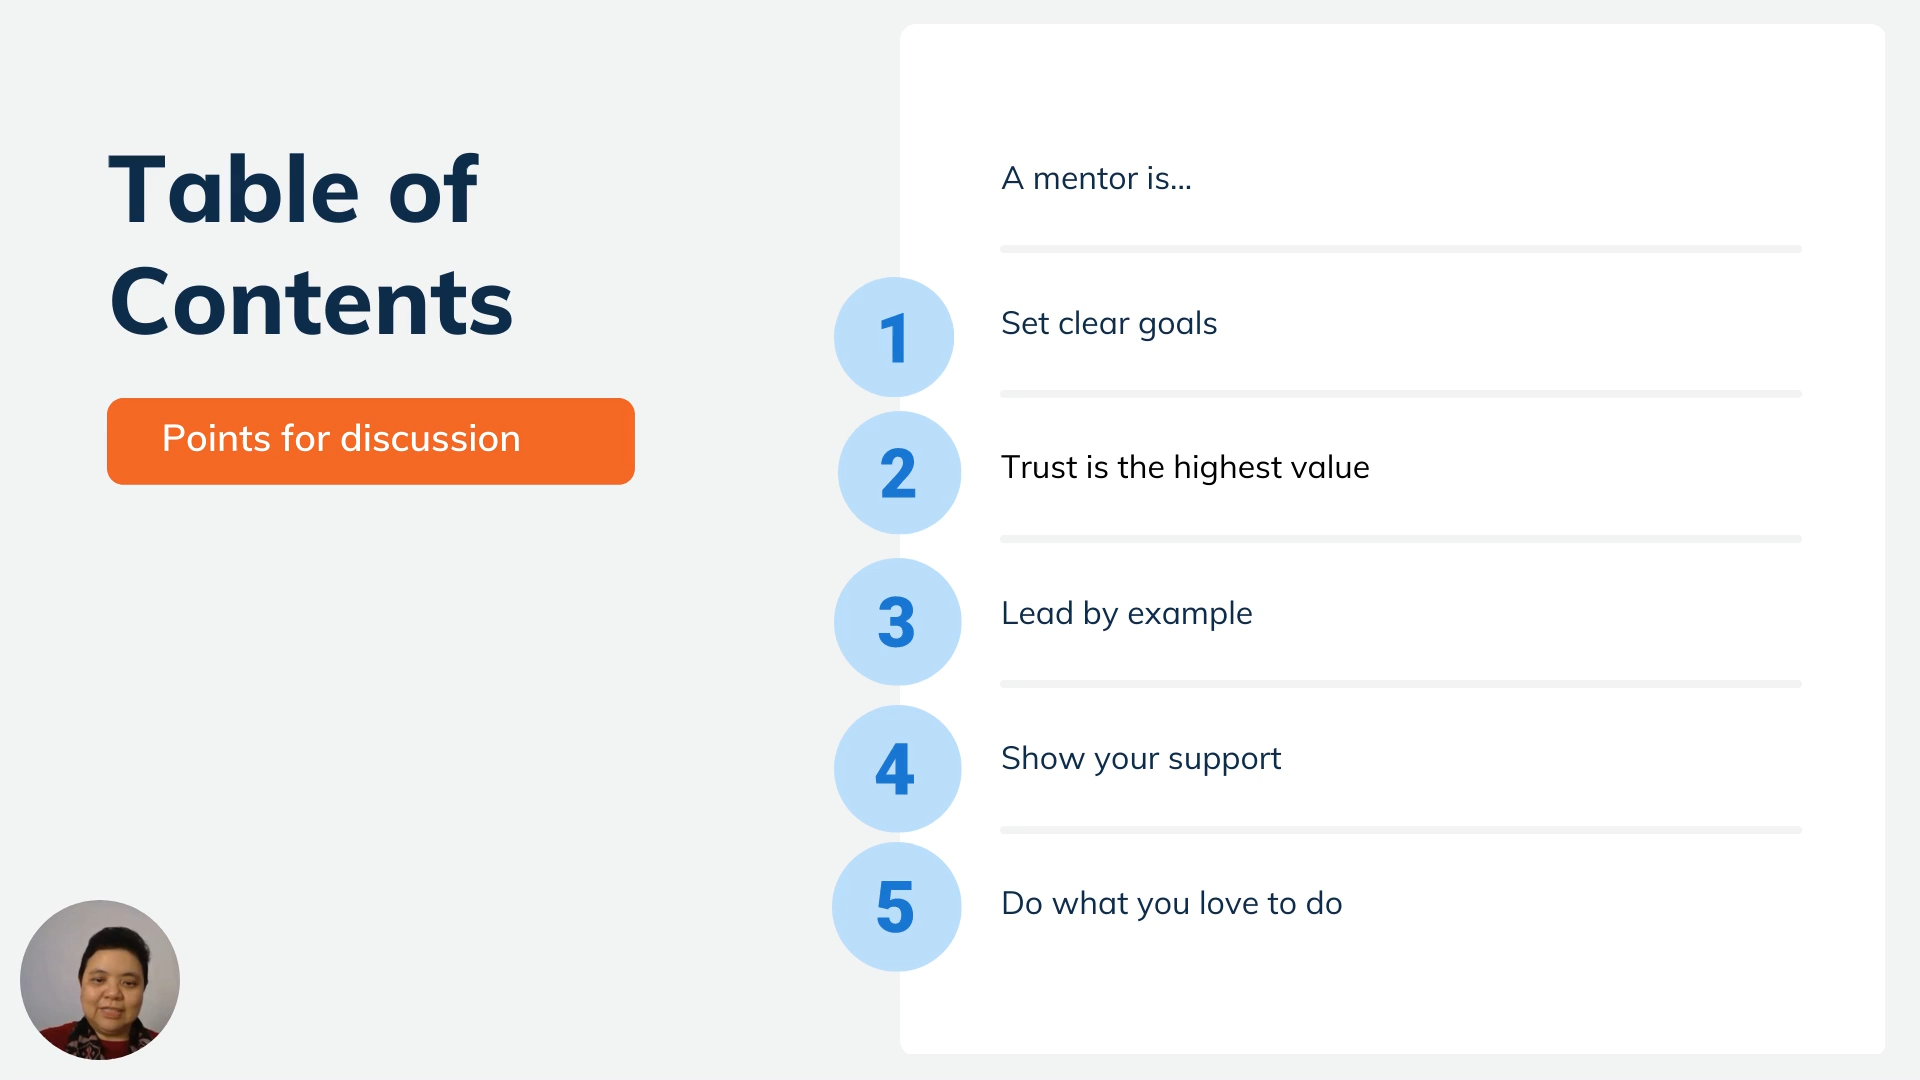 Table of
Contents
Points for discussion
A mentor is...
1 Set clear goals
2 Trust is the highest value
3 Lead by example
4 Show your support
5 Do what you love to do